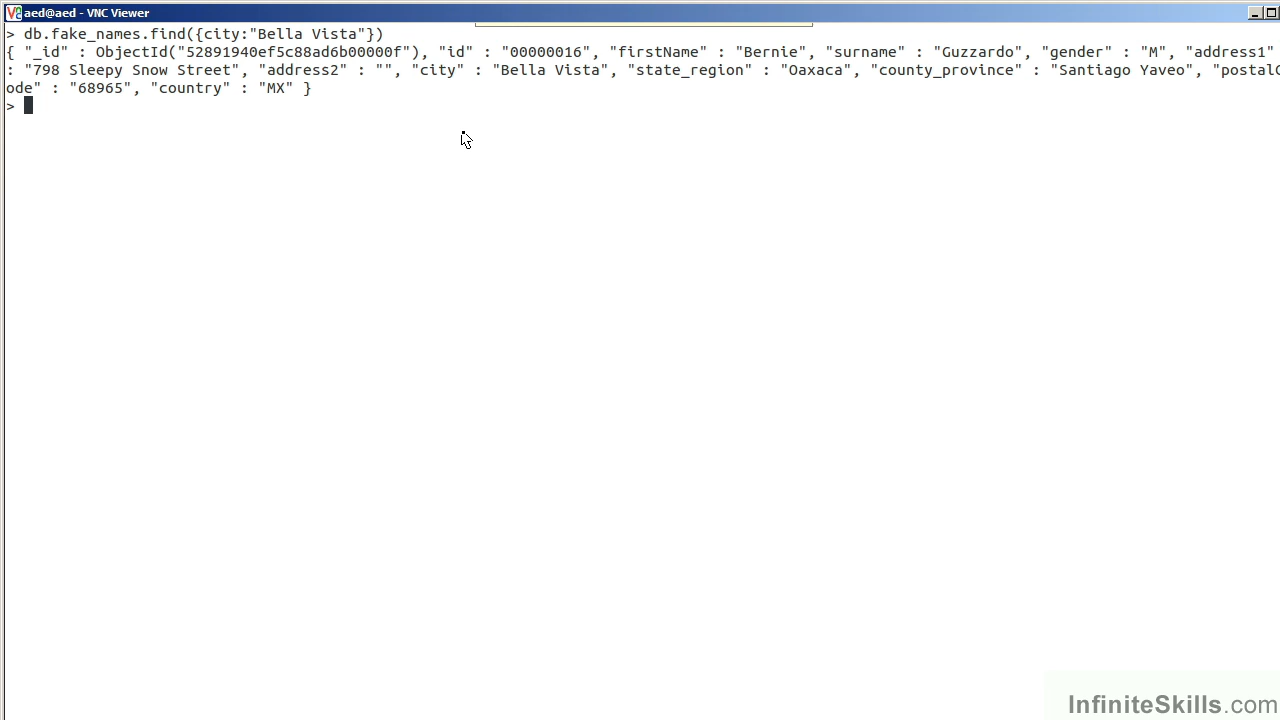 aed@aed - VNC Viewer
> db.fake_names.find({city:"Bella Vista"})
{ "_id" : ObjectId("52891940ef5c88ad6b00000f"), "id" : "00000016", "firstName" : "Bernie", "surname" : "Guzzardo", "gender" : "M", "address1"
: "798 Sleepy Snow Street", "address2" : "", "city" : "Bella Vista", "state_region" : "Oaxaca", "county_province" : "Santiago Yaveo", "postalC
ode" : "68965", "country" : "MX" }
>
InfiniteSkills.com